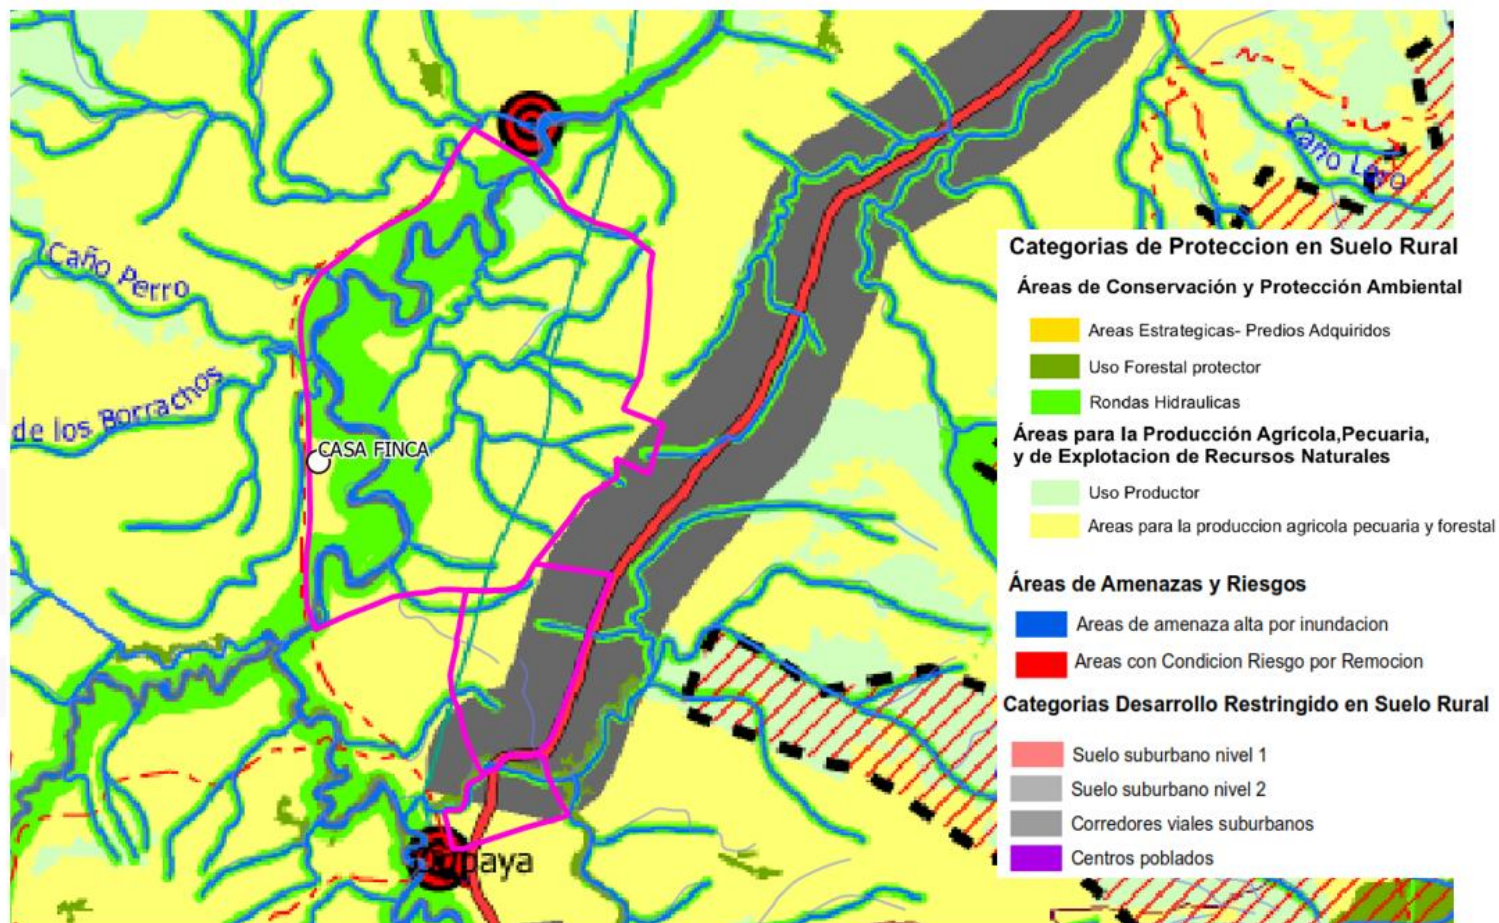 Caño Lovo
Caño Perro
de los Borrachos
CASA FINCA
paya
Categorias de Proteccion en Suelo Rural
Áreas de Conservación y Protección Ambiental
Areas Estrategicas- Predios Adquiridos
Uso Forestal protector
Rondas Hidraulicas
Áreas para la Producción Agrícola,Pecuaria,
y de Explotacion de Recursos Naturales
Uso Productor
Areas para la produccion agricola pecuaria y forestal
Áreas de Amenazas y Riesgos
Areas de amenaza alta por inundacion
Areas con Condicion Riesgo por Remocion
Categorias Desarrollo Restringido en Suelo Rural
Suelo suburbano nivel 1
Suelo suburbano nivel 2
Corredores viales suburbanos
Centros poblados